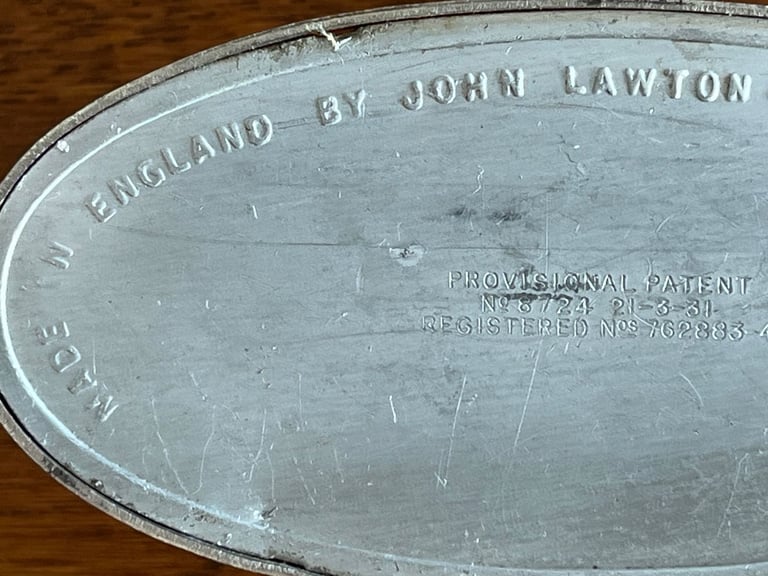 MADE IN ENGLAND BY JOHN LAWTON
PROVISIONAL PATENT
Nº 8724 21-3-31
REGISTERED Nºs 762883-4